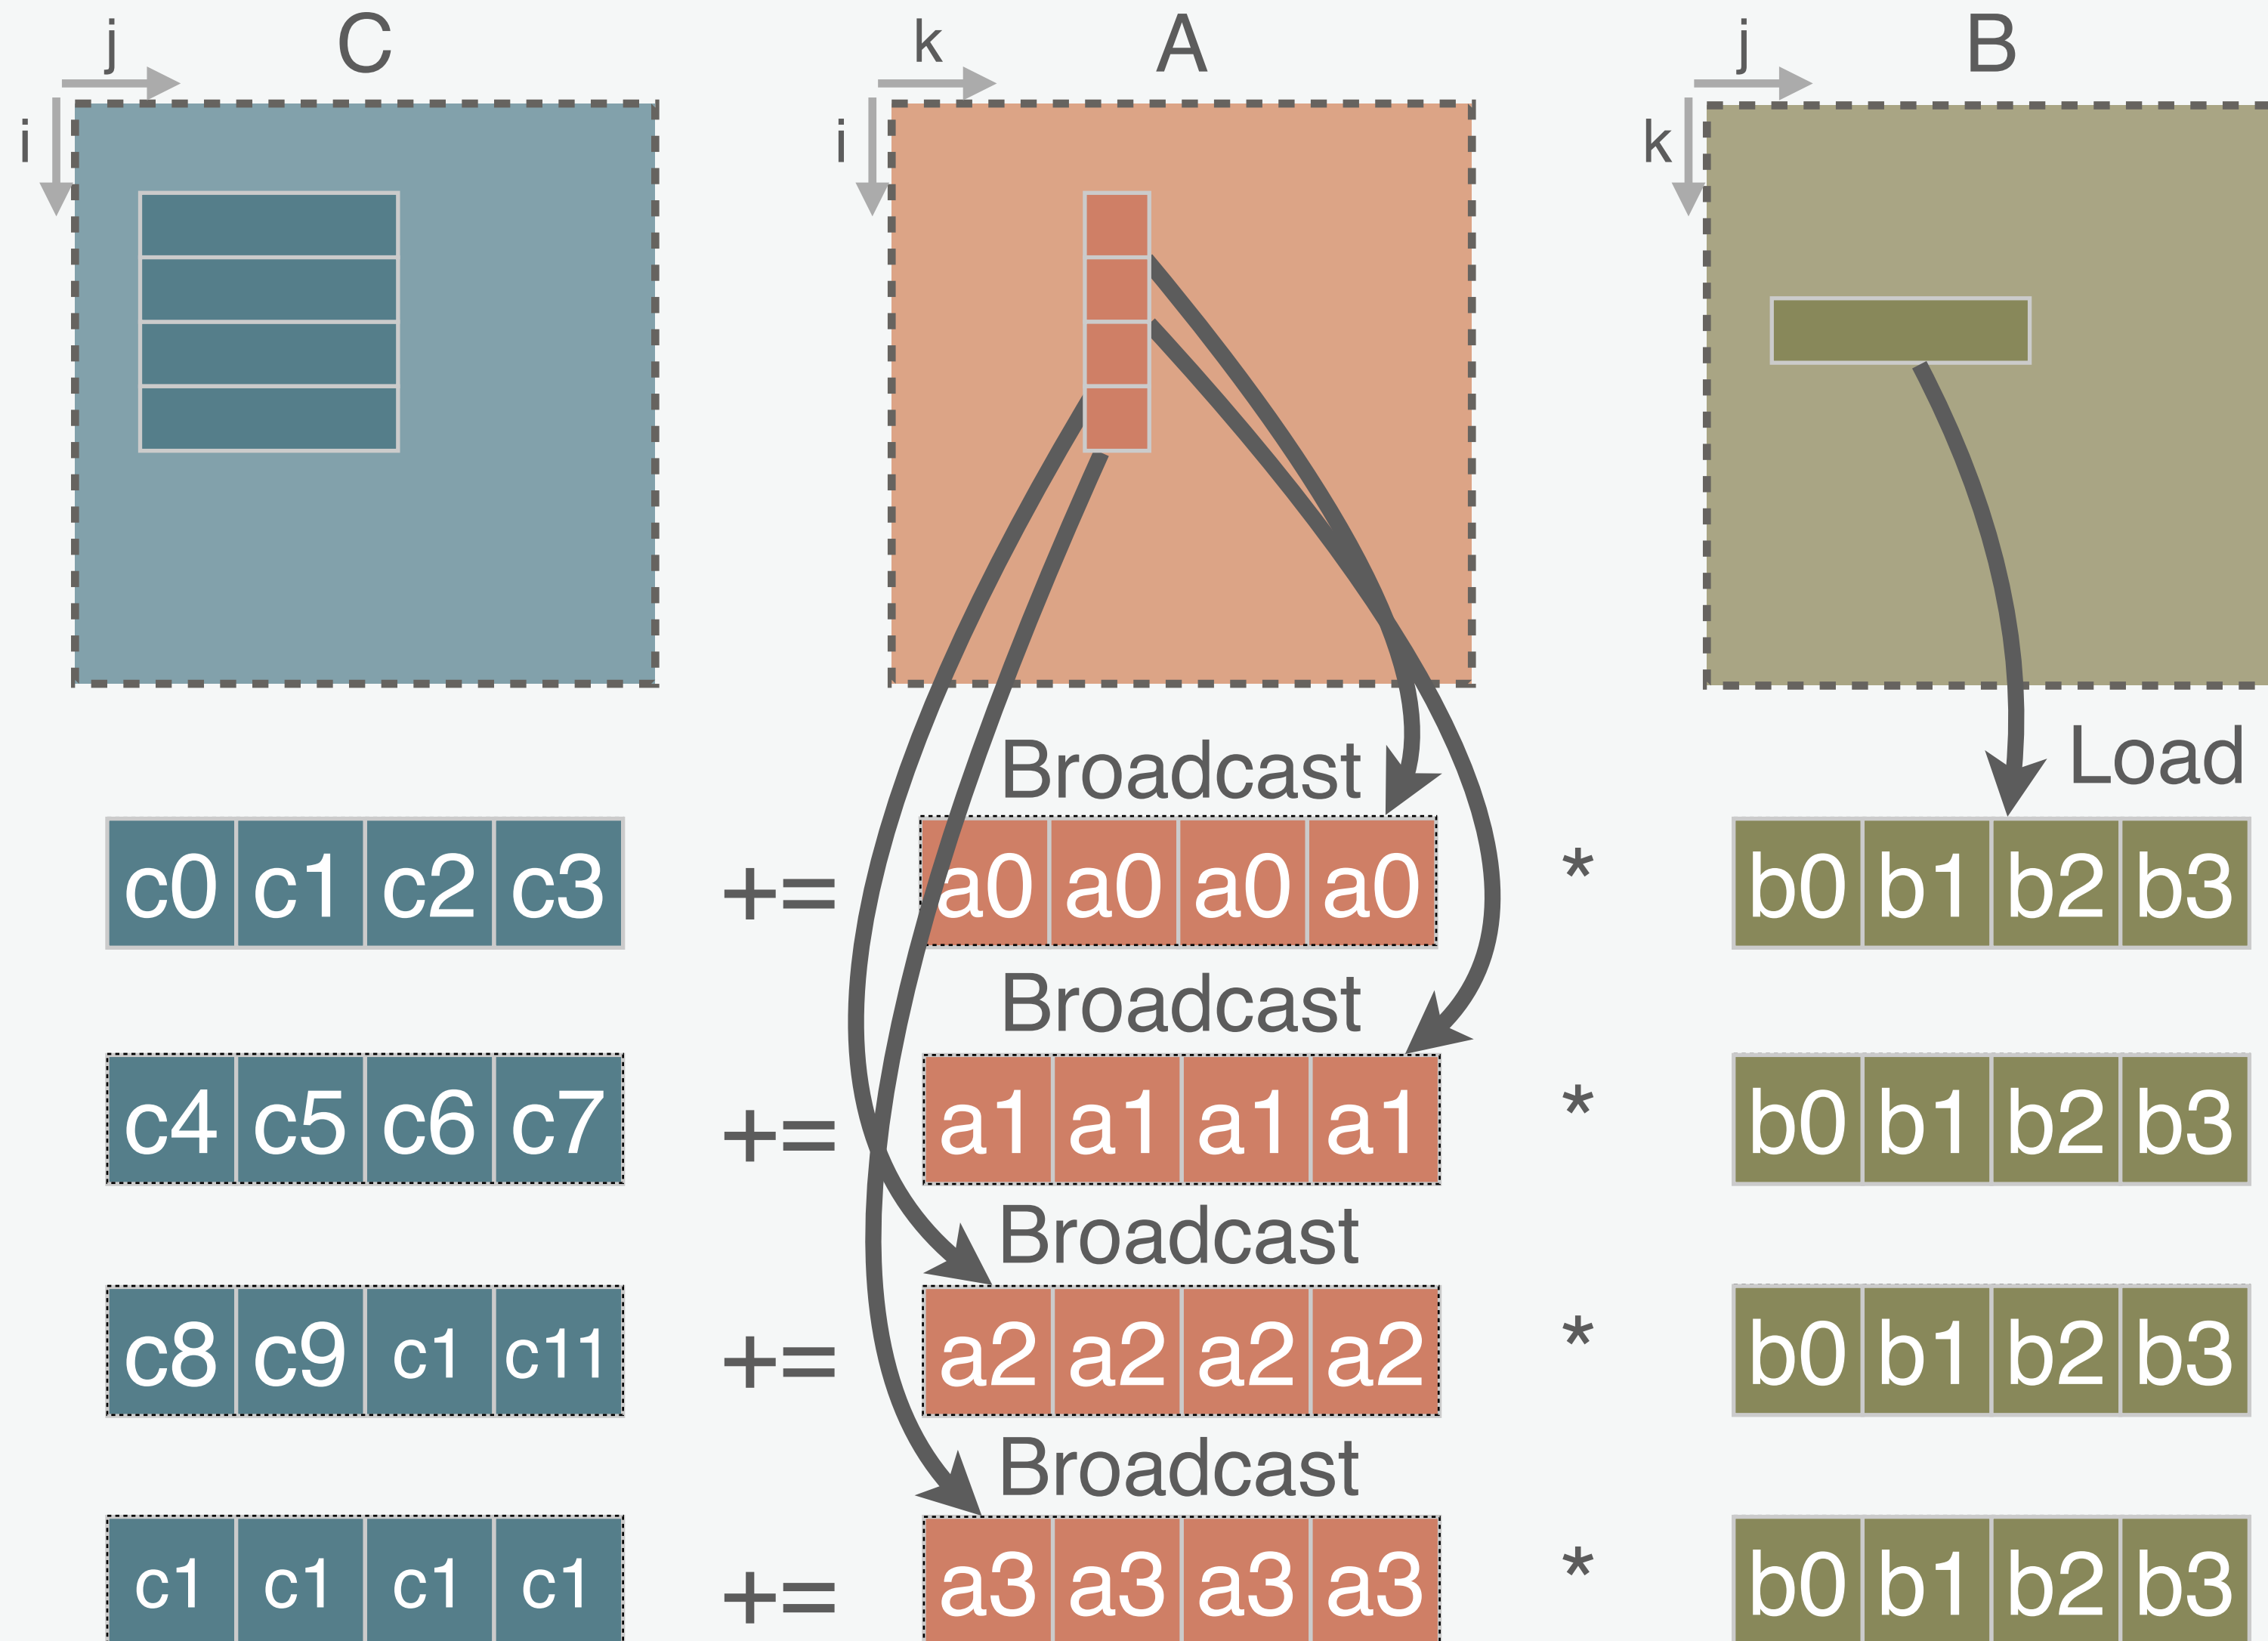 j C k A j B
i i k
Broadcast Load
c0 c1 c2 c3 += a0 a0 a0 a0 * b0 b1 b2 b3
Broadcast
c4 c5 c6 c7 += a1 a1 a1 a1 * b0 b1 b2 b3
Broadcast
c8 c9 c1 c11 += a2 a2 a2 a2 * b0 b1 b2 b3
Broadcast
c1 c1 c1 c1 += a3 a3 a3 a3 * b0 b1 b2 b3